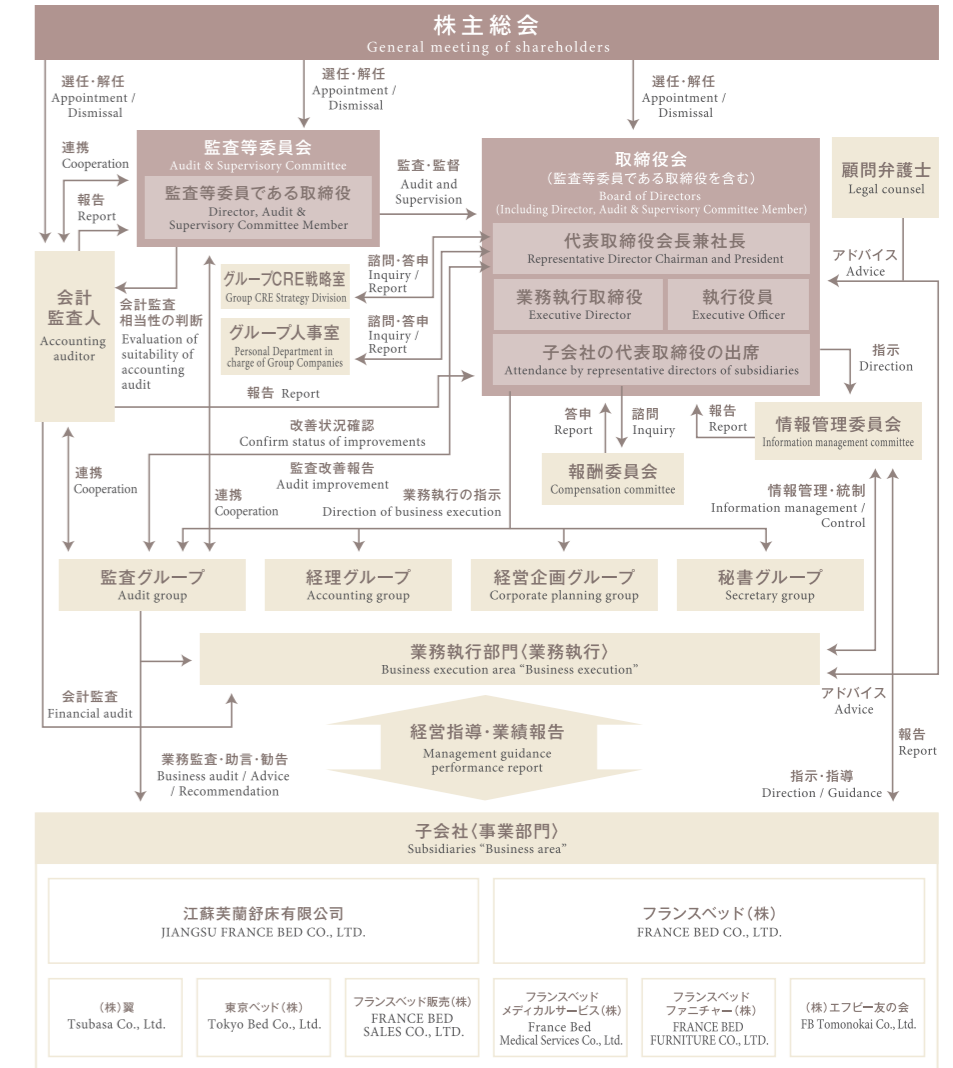 株主総会
General meeting of shareholders
選任・解任
Appointment /
Dismissal
選任・解任
Appointment /
Dismissal
選任・解任
Appointment /
Dismissal
連携
Cooperation
報告
Report
監査等委員会
Audit & Supervisory Committee
監査等委員である取締役
Director, Audit &
Supervisory Committee Member
監査・監督
Audit and
Supervision
取締役会
（監査等委員である取締役を含む）
Board of Directors
(Including Director, Audit & Supervisory Committee Member)
代表取締役会長兼社長
Representative Director Chairman and President
業務執行取締役
Executive Director
執行役員
Executive Officer
子会社の代表取締役の出席
Attendance by representative directors of subsidiaries
顧問弁護士
Legal counsel
アドバイス
Advice
会計
監査人
Accounting
auditor
会計監査
相当性の判断
Evaluation of
suitability of
accounting
audit
グループCRE戦略室
Group CRE Strategy Division
諮問・答申
Inquiry /
Report
グループ人事室
Personal Department in
charge of Group Companies
諮問・答申
Inquiry /
Report
報告 Report
指示
Direction
改善状況確認
Confirm status of improvements
答申
Report
諮問
Inquiry
報告
Report
情報管理委員会
Information management committee
連携
Cooperation
監査改善報告
Audit improvement
連携
Cooperation
業務執行の指示
Direction of business execution
報酬委員会
Compensation committee
情報管理・統制
Information management /
Control
監査グループ
Audit group
経理グループ
Accounting group
経営企画グループ
Corporate planning group
秘書グループ
Secretary group
業務執行部門〈業務執行〉
Business execution area “Business execution”
会計監査
Financial audit
アドバイス
Advice
経営指導・業績報告
Management guidance
performance report
報告
Report
業務監査・助言・勧告
Business audit / Advice
/ Recommendation
指示・指導
Direction / Guidance
子会社〈事業部門〉
Subsidiaries “Business area”
江蘇芙蘭舒床有限公司
JIANGSU FRANCE BED CO., LTD.
フランスベッド（株）
FRANCE BED CO., LTD.
（株）翼
Tsubasa Co., Ltd.
東京ベッド（株）
Tokyo Bed Co., Ltd.
フランスベッド販売（株）
FRANCE BED
SALES CO., LTD.
フランスベッド
メディカルサービス（株）
France Bed
Medical Services Co., Ltd.
フランスベッド
ファニチャー（株）
FRANCE BED
FURNITURE CO., LTD.
（株）エフビー友の会
FB Tomonokai Co., Ltd.